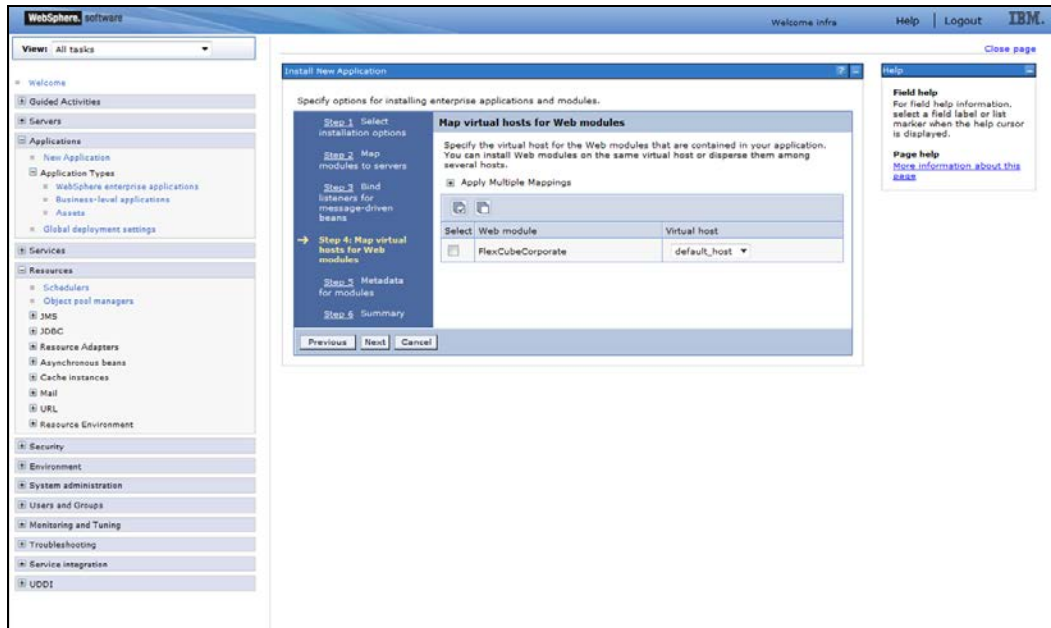 WebSphere. software
Welcome infra
Help | Logout
IBM.
View: All tasks
Close page
Welcome
Guided Activities
Servers
Applications
New Application
Application Types
WebSphere enterprise applications
Business-level applications
Assets
Global deployment settings
Services
Resources
Schedulers
Object pool managers
JMS
JDBC
Resource Adapters
Asynchronous beans
Cache instances
Mail
URL
Resource Environment
Security
Environment
System administration
Users and Groups
Monitoring and Tuning
Troubleshooting
Service integration
UDDI
Install New Application
Specify options for installing enterprise applications and modules.
Step 1 Select
installation options
Step 2 Map
modules to servers
Step 3 Bind
listeners for
message-driven
beans
Step 4: Map virtual
hosts for Web
modules
Step 5 Metadata
for modules
Step 6 Summary
Map virtual hosts for Web modules
Specify the virtual host for the Web modules that are contained in your application.
You can install Web modules on the same virtual host or disperse them among
several hosts.
Apply Multiple Mappings
Select Web module Virtual host
FlexCubeCorporate default_host
Previous Next Cancel
Help
Field help
For field help information,
select a field label or list
marker when the help cursor
is displayed.
Page help
More information about this
page